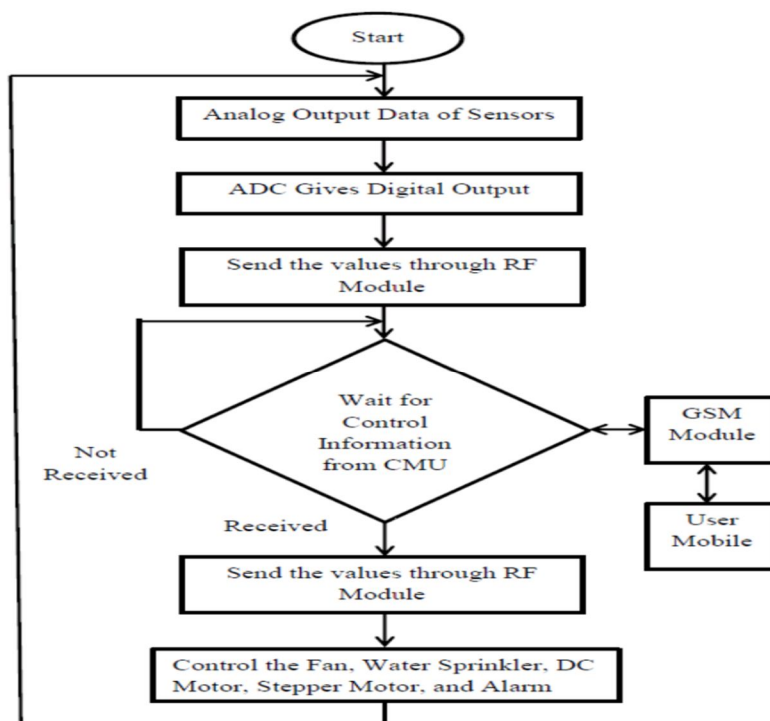 Start
Analog Output Data of Sensors
ADC Gives Digital Output
Send the values through RF
Module
Wait for
Control
Information
from CMU
GSM
Module
Not
Received
User
Mobile
Received
Send the values through RF
Module
Control the Fan, Water Sprinkler, DC
Motor, Stepper Motor, and Alarm